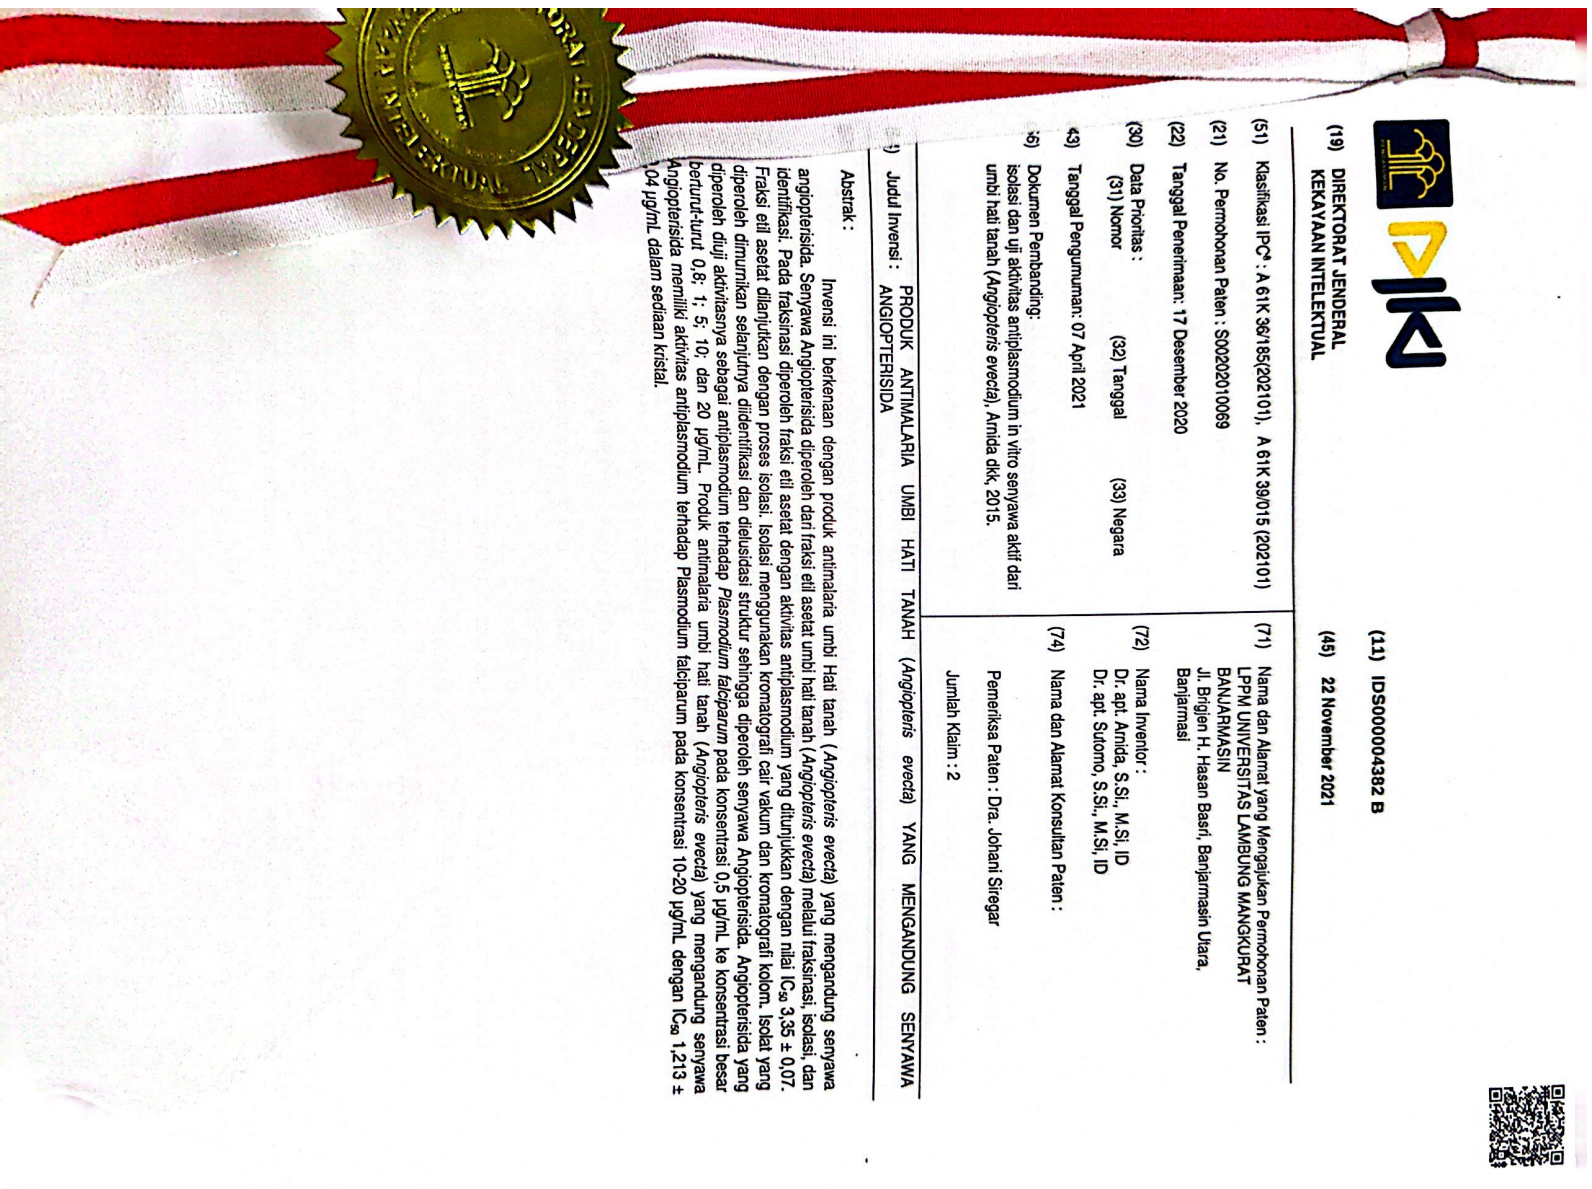 (19) DIREKTORAT JENDERAL
KEKAYAAN INTELEKTUAL
(11) IDS000004382 B
(45) 22 November 2021
(51) Klasifikasi IPC⁸ : A 61K 36/185(202101), A 61K 39/015 (202101)
(21) No. Permohonan Paten : S00202010069
(22) Tanggal Penerimaan: 17 Desember 2020
(30) Data Prioritas :
(31) Nomor (32) Tanggal (33) Negara
43) Tanggal Pengumuman: 07 April 2021
56) Dokumen Pembanding:
isolasi dan uji aktivitas antiplasmodium in vitro senyawa aktif dari
umbi hati tanah (Angiopteris evecta), Arnida dkk, 2015.
(71) Nama dan Alamat yang Mengajukan Permohonan Paten :
LPPM UNIVERSITAS LAMBUNG MANGKURAT
BANJARMASIN
Jl. Brigjen H. Hasan Basri, Banjarmasin Utara,
Banjarmasi
(72) Nama Inventor :
Dr. apt. Arnida, S.Si., M.Si, ID
Dr. apt. Sutomo, S.Si., M.Si, ID
(74) Nama dan Alamat Konsultan Paten :
Pemeriksa Paten : Dra. Johani Siregar
Jumlah Klaim : 2
) Judul Invensi : PRODUK ANTIMALARIA UMBI HATI TANAH (Angiopteris evecta) YANG MENGANDUNG SENYAWA
ANGIOPTERISIDA
Abstrak :
Invensi ini berkenaan dengan produk antimalaria umbi Hati tanah (Angiopteris evecta) yang mengandung senyawa
angiopterisida. Senyawa Angiopterisida diperoleh dari fraksi etil asetat umbi hati tanah (Angiopteris evecta) melalui fraksinasi, isolasi, dan
identifikasi. Pada fraksinasi diperoleh fraksi etil asetat dengan aktivitas antiplasmodium yang ditunjukkan dengan nilai IC₅₀ 3,35 ± 0,07.
Fraksi etil asetat dilanjutkan dengan proses isolasi. Isolasi menggunakan kromatografi cair vakum dan kromatografi kolom. Isolat yang
diperoleh dimurnikan selanjutnya diidentifikasi dan dielusidasi struktur sehingga diperoleh senyawa Angiopterisida. Angiopterisida yang
diperoleh diuji aktivitasnya sebagai antiplasmodium terhadap Plasmodium falciparum pada konsentrasi 0,5 µg/mL ke konsentrasi besar
berturut-turut 0,8; 1; 5; 10; dan 20 µg/mL. Produk antimalaria umbi hati tanah (Angiopteris evecta) yang mengandung senyawa
Angiopterisida memiliki aktivitas antiplasmodium terhadap Plasmodium falciparum pada konsentrasi 10-20 µg/mL dengan IC₅₀ 1,213 ±
,04 µg/mL dalam sediaan kristal.
JENDERAL
INTELEKTUAL